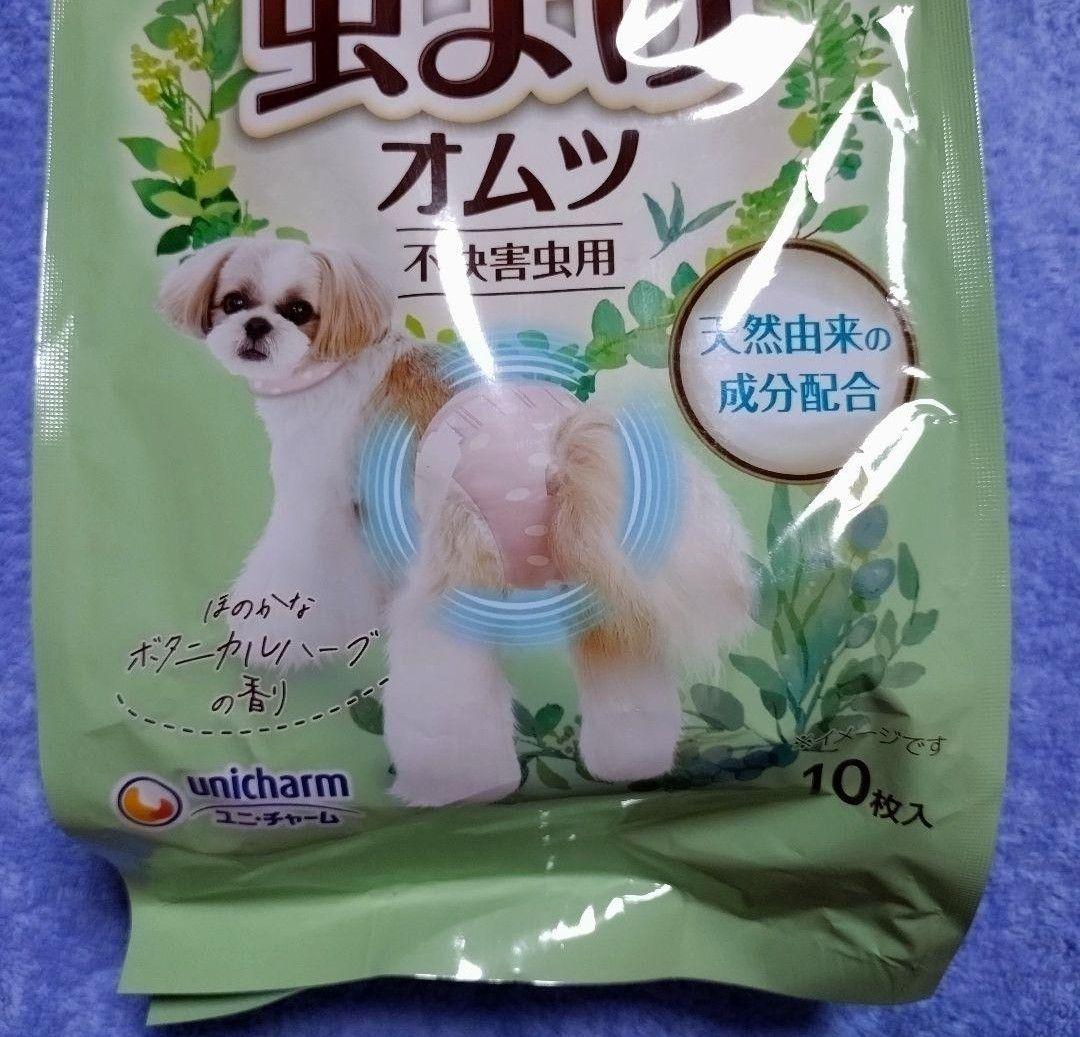 虫よけ
オムツ
不快害虫用
天然由来の
成分配合
ほのかな
ボタニカルハーブ
の香り
unicharm
ユニ・チャーム
※イメージです
10枚入